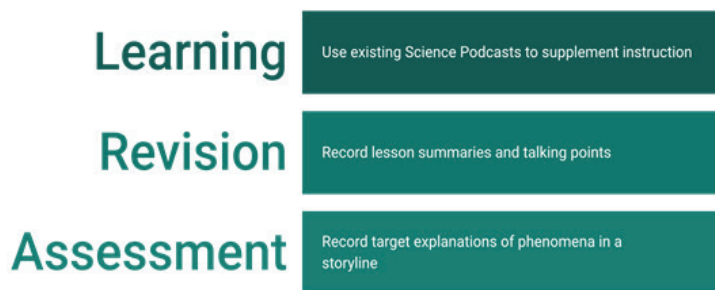 Learning
Use existing Science Podcasts to supplement instruction
Revision
Record lesson summaries and talking points
Assessment
Record target explanations of phenomena in a
storyline